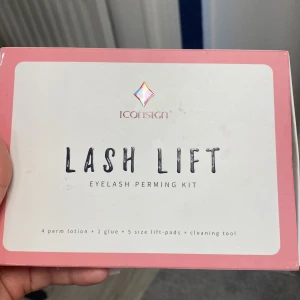 ICONSIGN
LASH LIFT
EYELASH PERMING KIT
4 perm lotion + 1 glue + 5 size lift-pads + cleaning tool